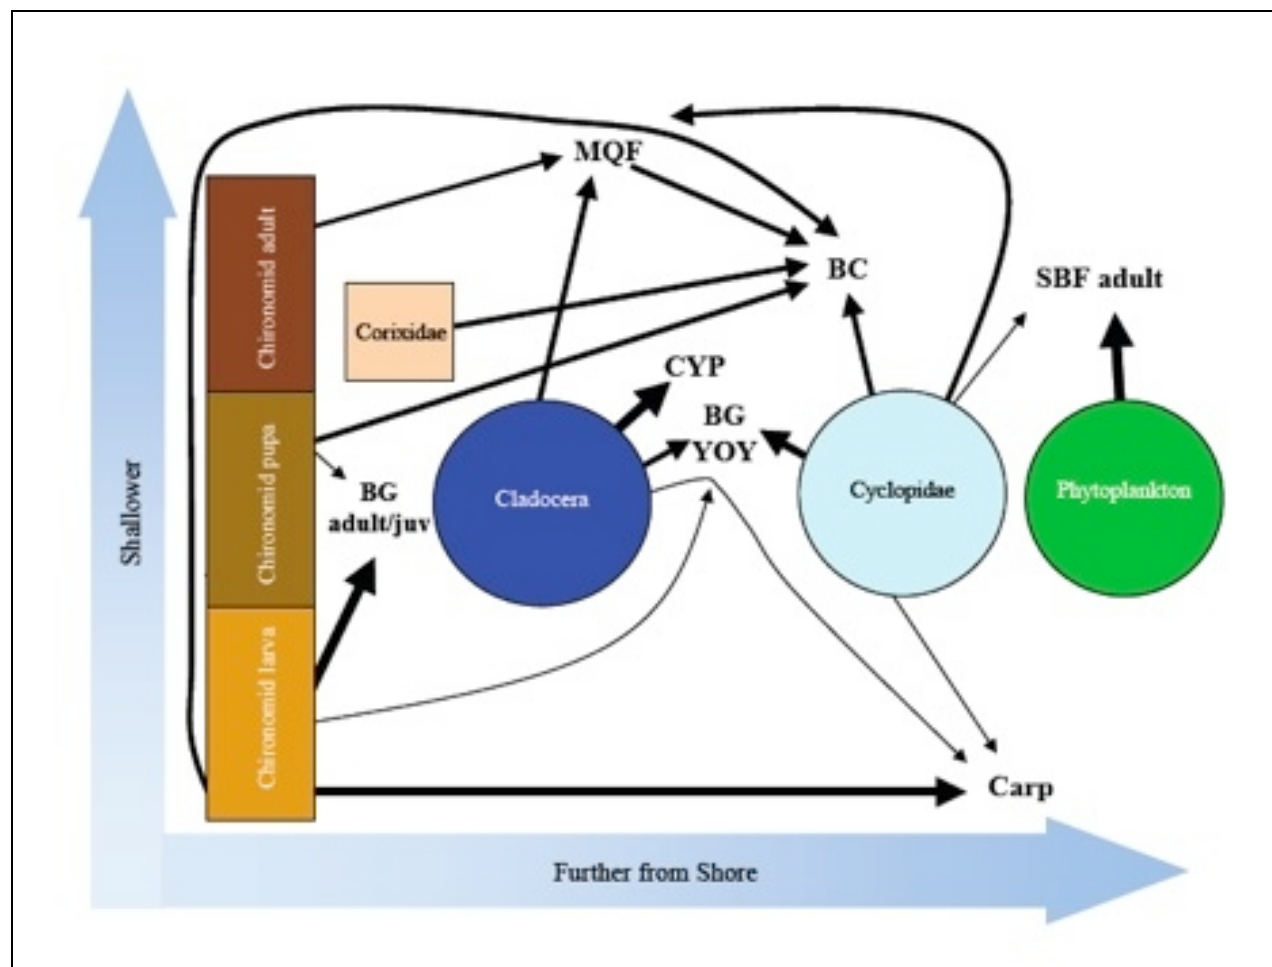 MQF
BC
SBF adult
Chironomid adult
Corixidae
CYP
BG
YOY
Chironomid pupa
BG
adult/juv
Cladocera
Cyclopidae
Phytoplankton
Shallower
Chironomid larva
Carp
Further from Shore